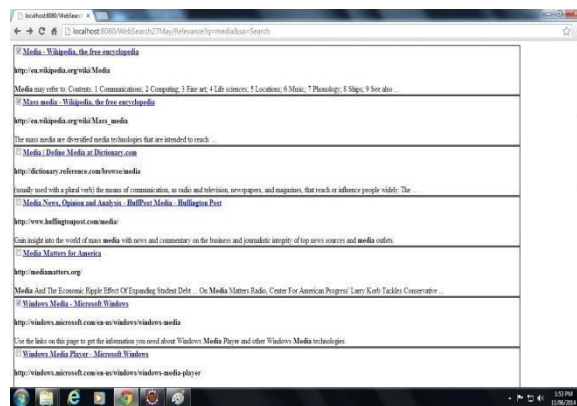 localhost:8080/WebSearc
localhost:8080/WebSearch27May/Relevance?q=media&sa=Search
Media - Wikipedia, the free encyclopedia
http://en.wikipedia.org/wiki/Media
Media may refer to: Contents. 1 Communications; 2 Computing; 3 Fine art; 4 Life sciences; 5 Locations; 6 Music; 7 Phonology; 8 Ships; 9 See also ...
Mass media - Wikipedia, the free encyclopedia
http://en.wikipedia.org/wiki/Mass_media
The mass media are diversified media technologies that are intended to reach ...
Media | Define Media at Dictionary.com
http://dictionary.reference.com/browse/media
(usually used with a plural verb) the means of communication, as radio and television, newspapers, and magazines, that reach or influence people widely: The ...
Media News, Opinion and Analysis - HuffPost Media - Huffington Post
http://www.huffingtonpost.com/media/
Gain insight into the world of mass media with news and commentary on the business and journalistic integrity of top news sources and media outlets.
Media Matters for America
http://mediamatters.org/
Media And The Economic Ripple Effect Of Expanding Student Debt ... On Media Matters Radio, Center For American Progress' Larry Korb Tackles Conservative ...
Windows Media - Microsoft Windows
http://windows.microsoft.com/en-us/windows/windows-media
Use the links on this page to get the information you need about Windows Media Player and other Windows Media technologies.
Windows Media Player - Microsoft Windows
http://windows.microsoft.com/en-us/windows/windows-media-player
1:53 PM
11/06/2014